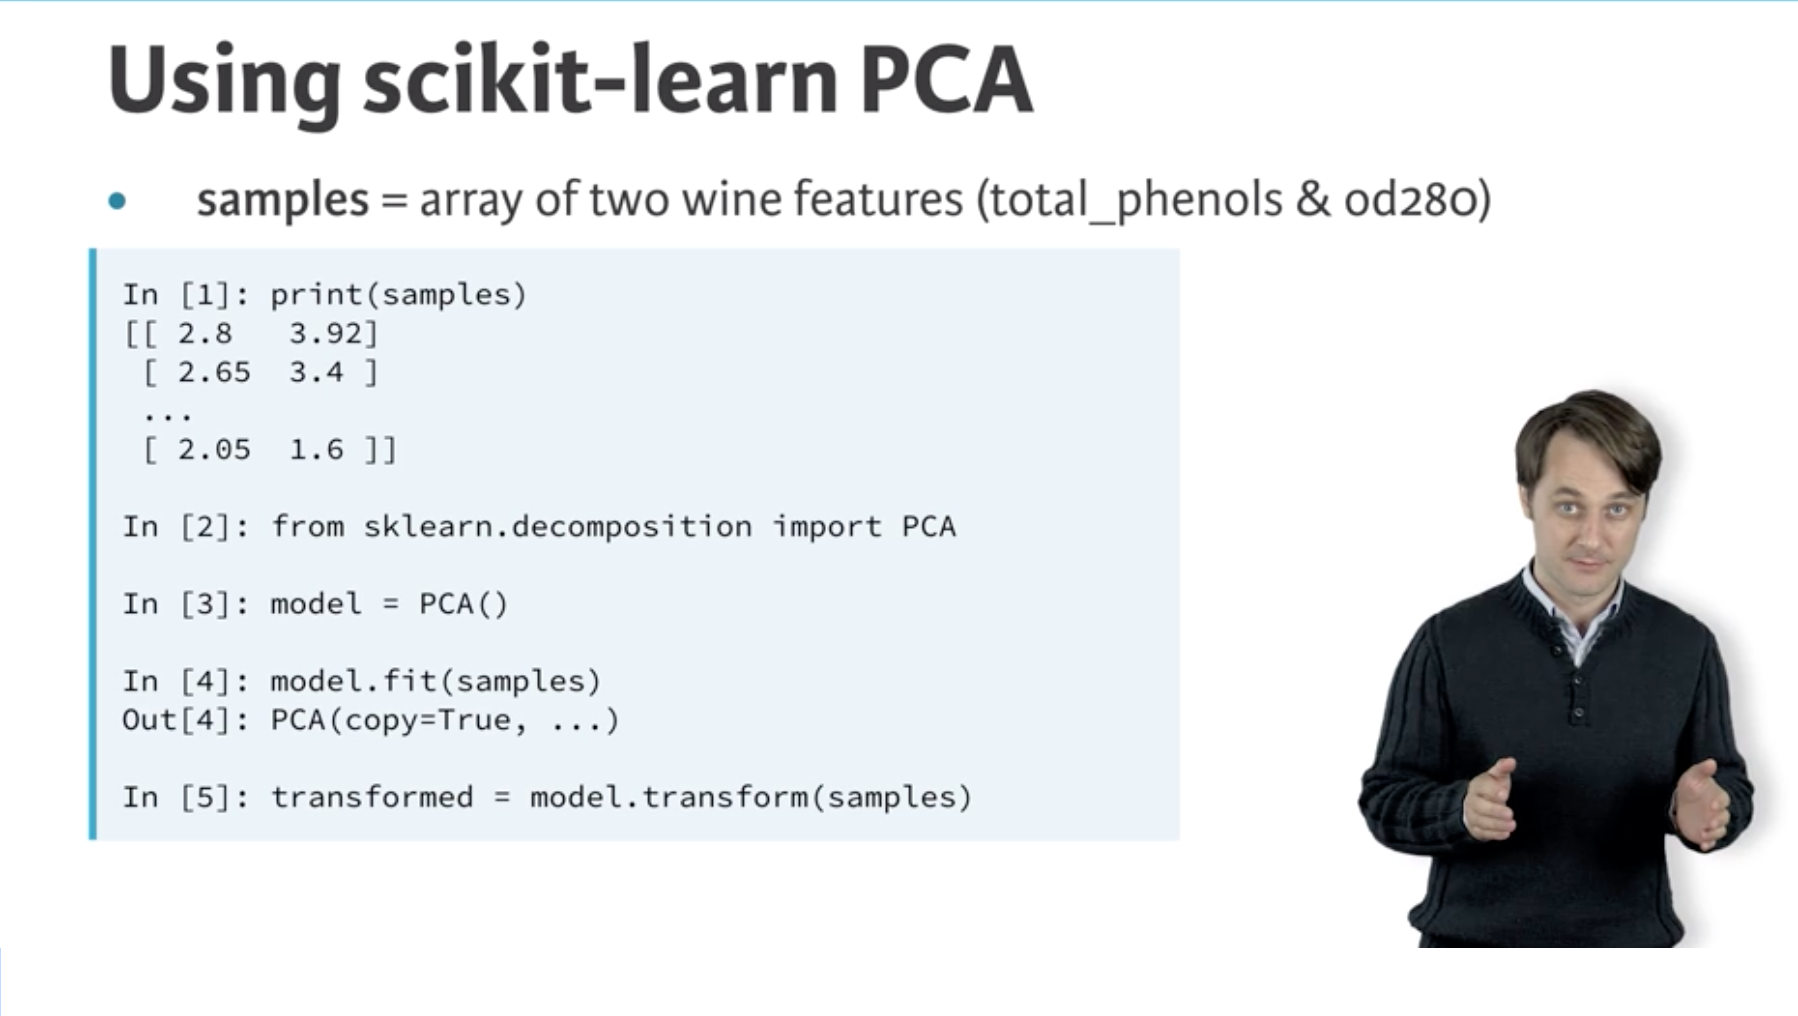 Using scikit-learn PCA
• samples = array of two wine features (total_phenols & od280)
In [1]: print(samples)
[[ 2.8   3.92]
 [ 2.65  3.4 ]
 ...
 [ 2.05  1.6 ]]
In [2]: from sklearn.decomposition import PCA
In [3]: model = PCA()
In [4]: model.fit(samples)
Out[4]: PCA(copy=True, ...)
In [5]: transformed = model.transform(samples)